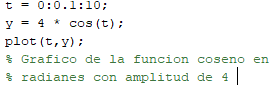 t = 0:0.1:10;
y = 4 * cos(t);
plot(t,y);
% Grafico de la funcion coseno en
% radianes con amplitud de 4